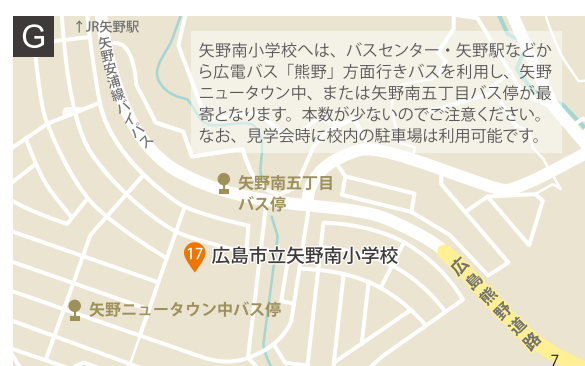 G
↑JR矢野駅
矢野安浦線バイパス
矢野南小学校へは、バスセンター・矢野駅などか
ら広電バス「熊野」方面行きバスを利用し、矢野
ニュータウン中、または矢野南五丁目バス停が最
寄となります。本数が少ないのでご注意ください。
なお、見学会時に校内の駐車場は利用可能です。
矢野南五丁目
バス停
17 広島市立矢野南小学校
矢野ニュータウン中バス停
広島熊野道路
7